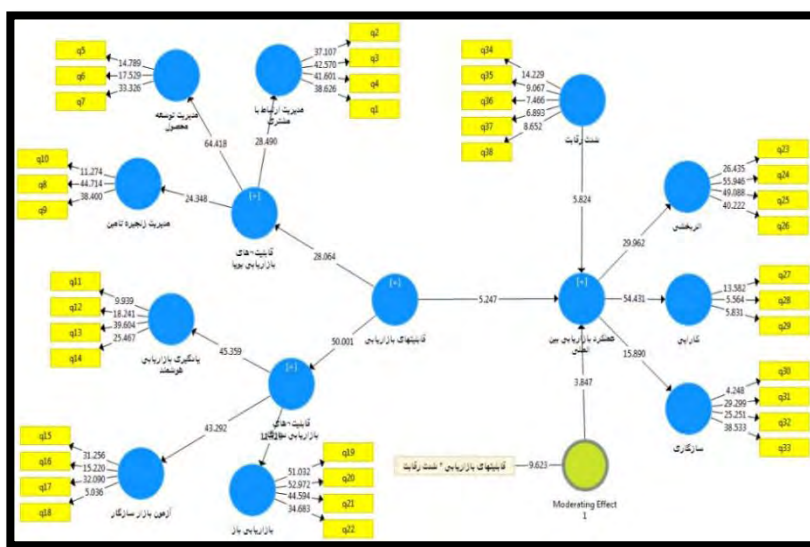 q5
q6
q7
14.789
17.529
33.326
مدیریت توسعه
محصول
q2
q3
q4
q1
37.107
42.570
41.601
38.626
مدیریت ارتباط با
مشتری
64.418
28.490
q10
q8
q9
11.274
44.714
38.400
مدیریت زنجیره تامین
24.348
[+]
قابلیت¬های
بازاریابی پویا
28.064
q11
q12
q13
q14
9.939
18.241
39.604
25.467
یادگیری بازاریابی
هوشمند
45.359
50.001
[+]
قابلیتهای بازاریابی
[+]
قابلیت¬های
بازاریابی سازگار
q15
q16
q17
q18
31.256
15.220
32.090
5.036
آزمون بازار سازگار
43.292
q19
q20
q21
q22
51.032
52.972
44.594
34.683
بازاریابی باز
q34
q35
q36
q37
q38
14.229
9.067
7.466
6.893
8.652
شدت رقابت
5.824
5.247
[+]
عملکرد بازاریابی بین
المللی
q23
q24
q25
q26
26.435
55.946
49.088
40.222
اثربخشی
29.962
q27
q28
q29
13.582
5.564
5.831
کارایی
54.431
q30
q31
q32
q33
4.248
29.299
25.251
38.533
سازگاری
15.890
3.847
قابلیتهای بازاریابی * شدت رقابت
9.623
Moderating Effect
1